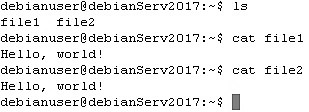 debianuser@debianServ2017:~$ ls
file1  file2
debianuser@debianServ2017:~$ cat file1
Hello, world!
debianuser@debianServ2017:~$ cat file2
Hello, world!
debianuser@debianServ2017:~$